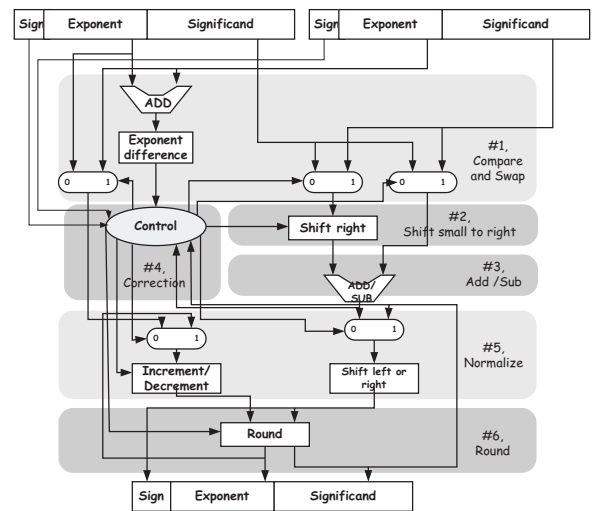 Sign Exponent Significand Sign Exponent Significand
ADD
Exponent
difference
#1,
Compare
and Swap
0 1
0 1
0 1
Control
Shift right
#2,
Shift small to right
#4,
Correction
ADD/
SUB
#3,
Add /Sub
0 1
0 1
#5,
Normalize
Increment/
Decrement
Shift left or
right
Round
#6,
Round
Sign Exponent Significand